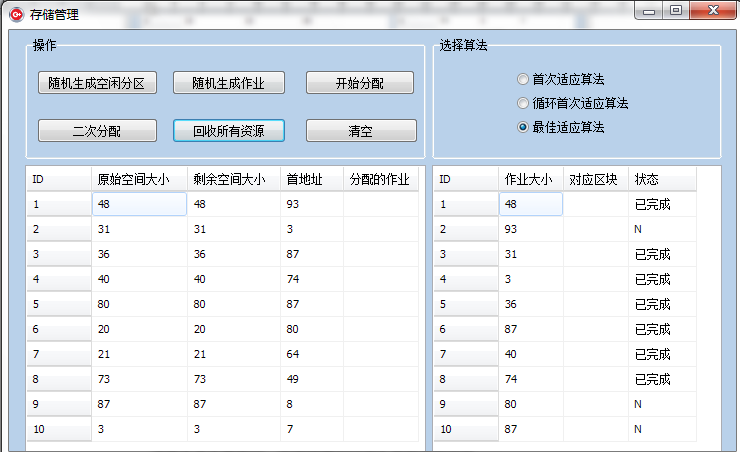 存储管理
操作
随机生成空闲分区 随机生成作业 开始分配
二次分配 回收所有资源 清空
选择算法
首次适应算法
循环首次适应算法
最佳适应算法
ID 原始空间大小 剩余空间大小 首地址 分配的作业
1 48 48 93
2 31 31 3
3 36 36 87
4 40 40 74
5 80 80 87
6 20 20 80
7 21 21 64
8 73 73 49
9 87 87 8
10 3 3 7
ID 作业大小 对应区块 状态
1 48 已完成
2 93 N
3 31 已完成
4 3 已完成
5 36 已完成
6 87 已完成
7 40 已完成
8 74 已完成
9 80 N
10 87 N